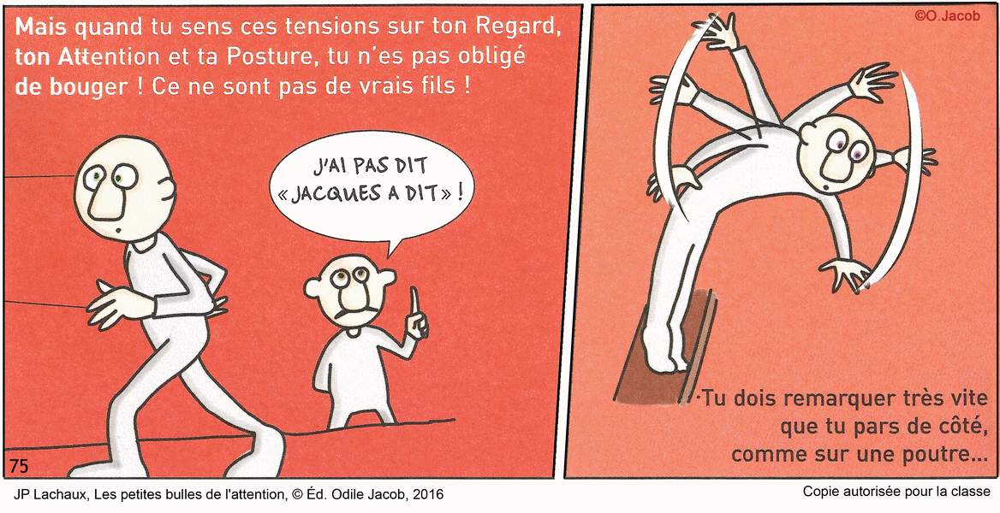 Mais quand tu sens ces tensions sur ton Regard,
ton Attention et ta Posture, tu n'es pas obligé
de bouger ! Ce ne sont pas de vrais fils !
J'AI PAS DIT
« JACQUES A DIT » !
75
©O.Jacob
Tu dois remarquer très vite
que tu pars de côté,
comme sur une poutre...
JP Lachaux, Les petites bulles de l'attention, © Éd. Odile Jacob, 2016
Copie autorisée pour la classe